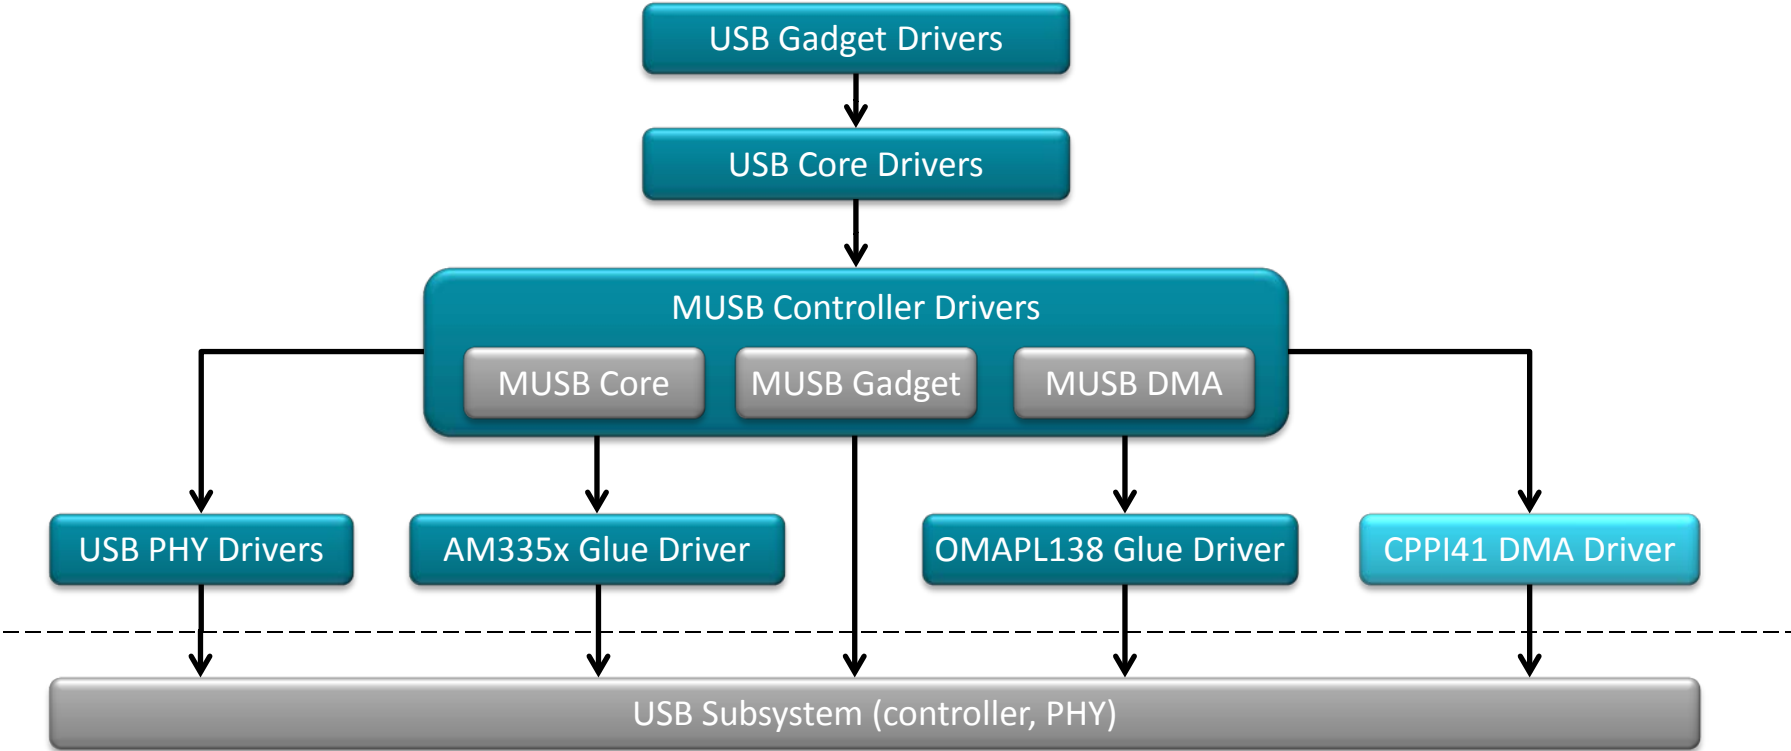 USB Gadget Drivers
USB Core Drivers
MUSB Controller Drivers
MUSB Core
MUSB Gadget
MUSB DMA
USB PHY Drivers
AM335x Glue Driver
OMAPL138 Glue Driver
CPPI41 DMA Driver
USB Subsystem (controller, PHY)